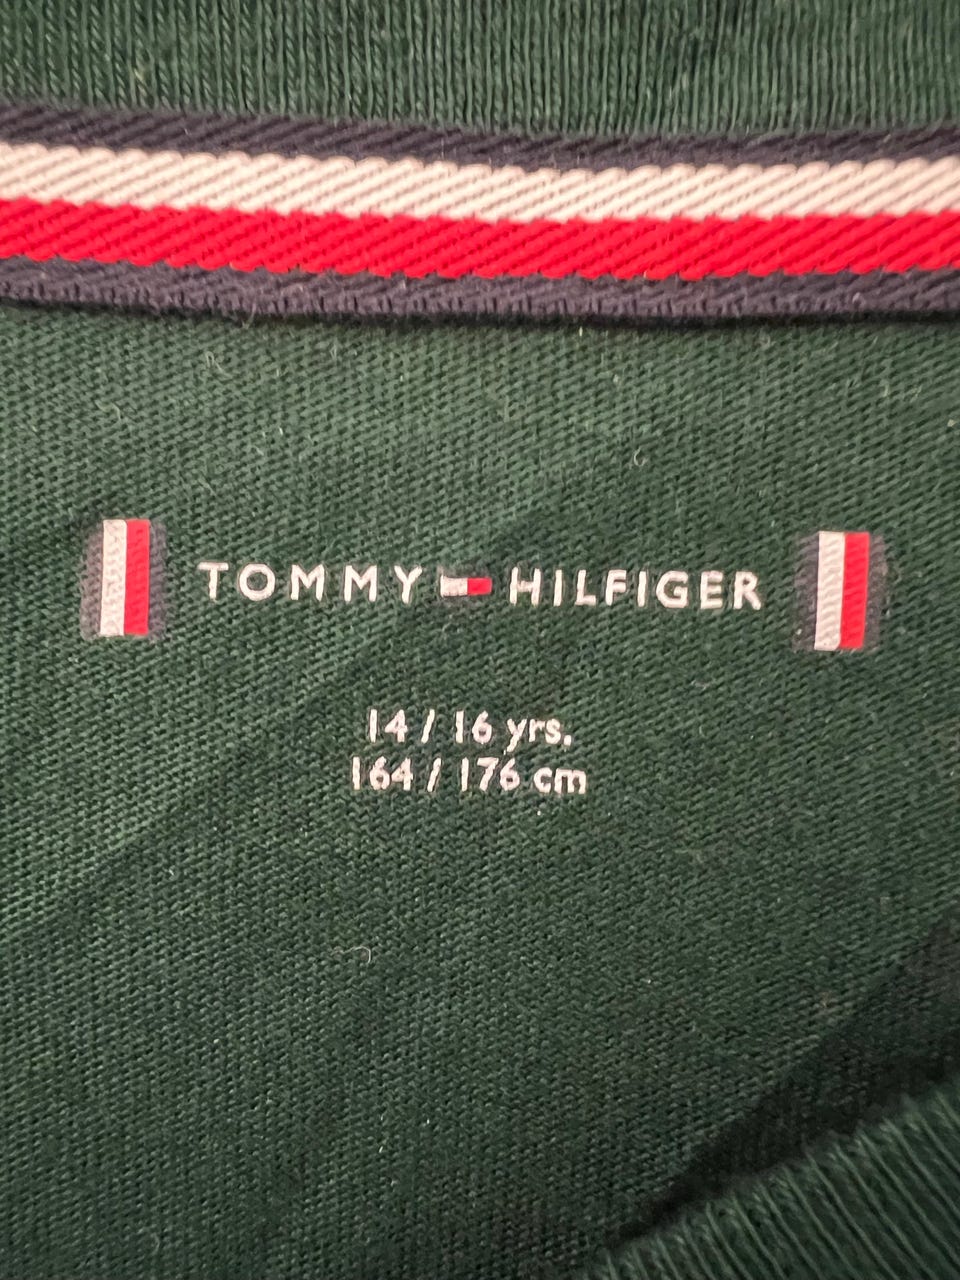 TOMMY HILFIGER
14 / 16 yrs.
164 / 176 cm